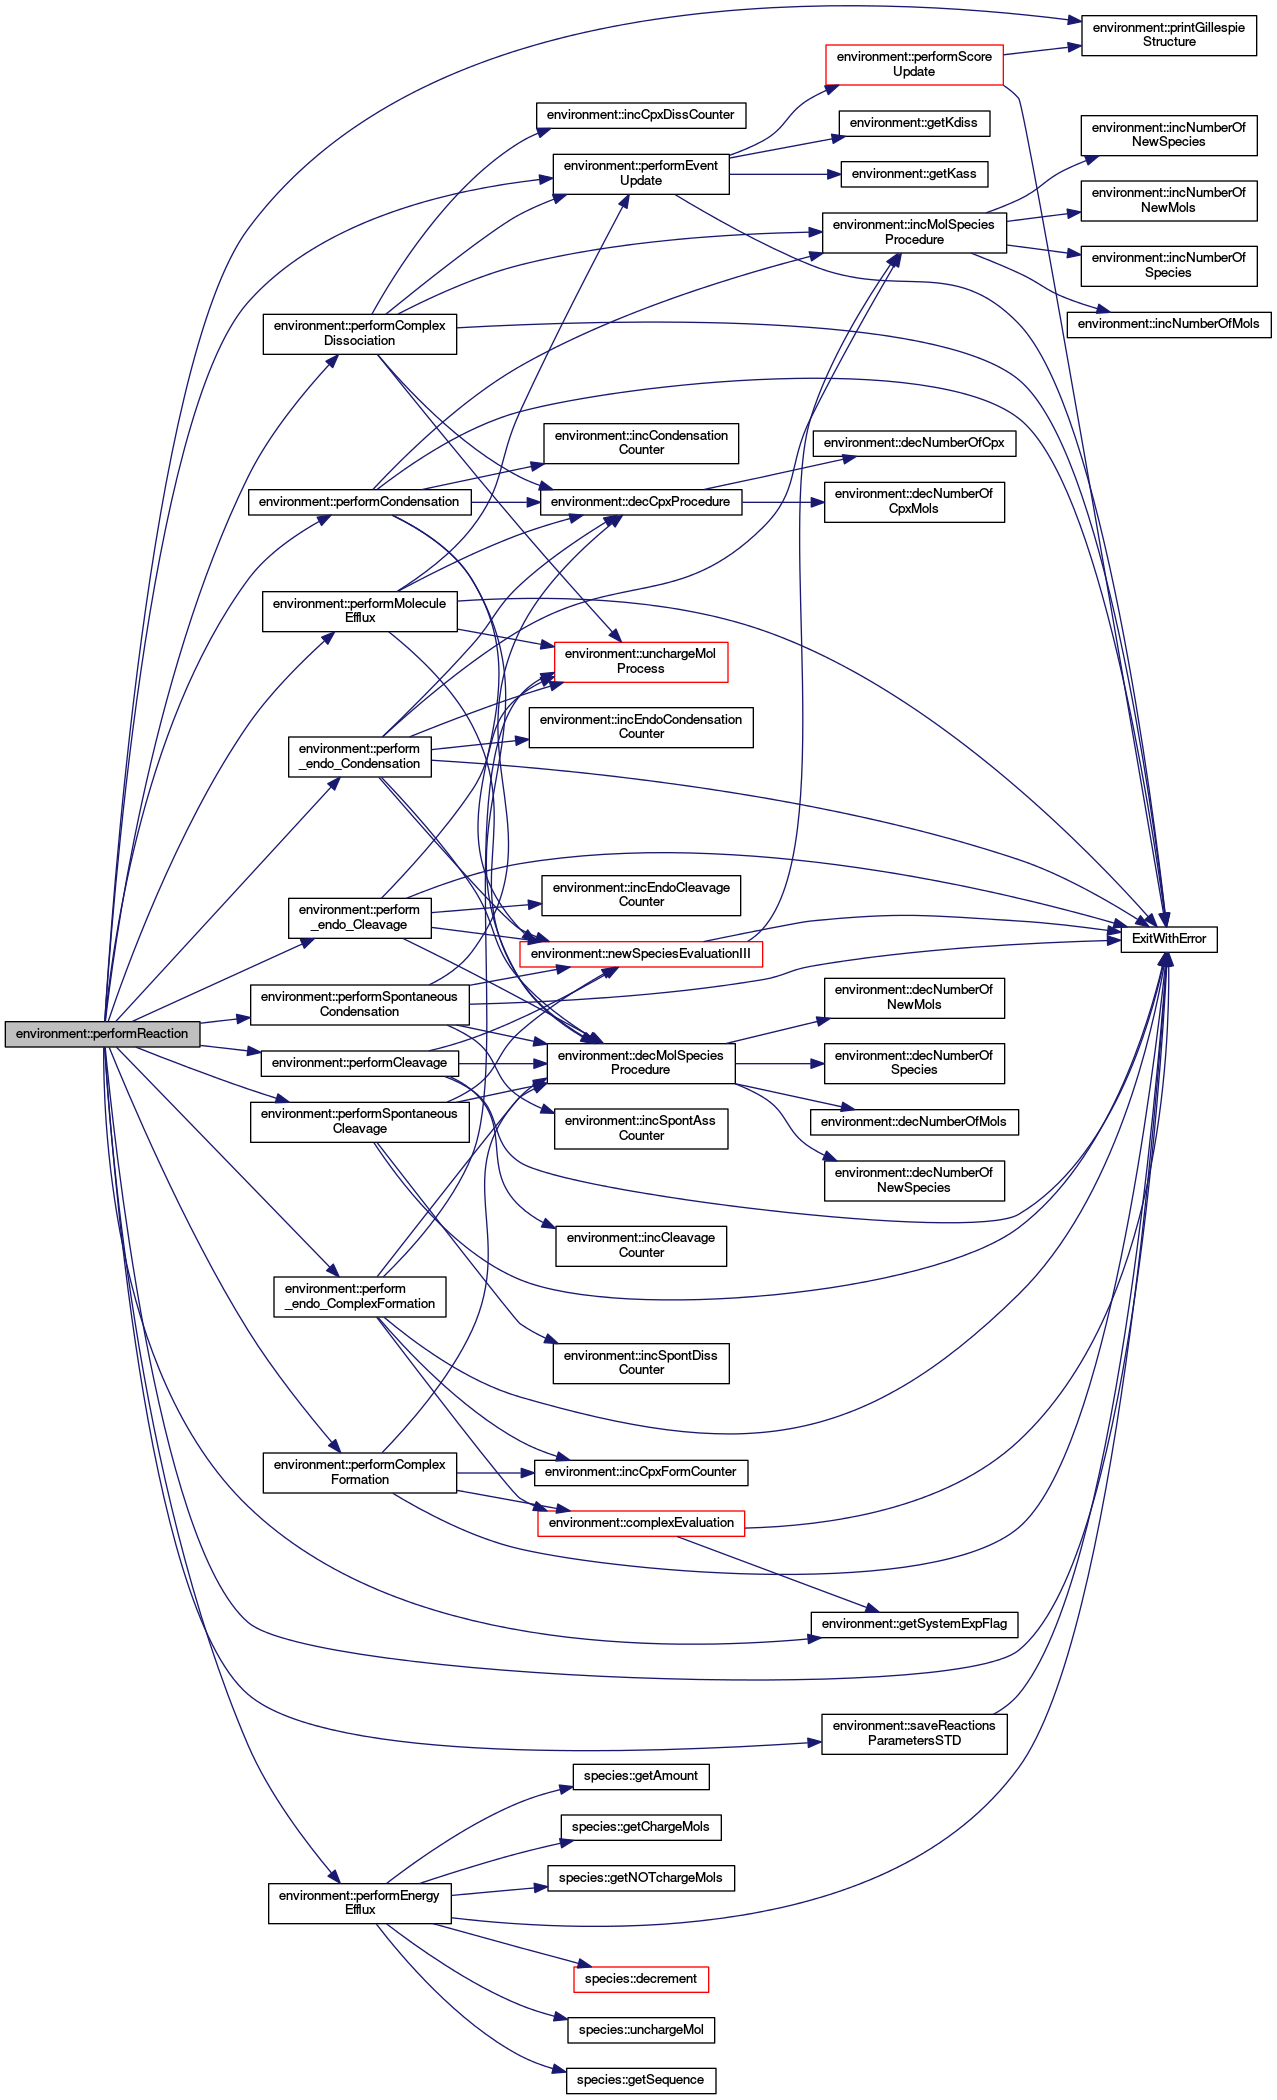 environment::printGillespie
Structure
environment::performScore
Update
environment::incCpxDissCounter
environment::getKdiss
environment::incNumberOf
NewSpecies
environment::performEvent
Update
environment::getKass
environment::incNumberOf
NewMols
environment::incMolSpecies
Procedure
environment::incNumberOf
Species
environment::incNumberOfMols
environment::performComplex
Dissociation
environment::incCondensation
Counter
environment::decNumberOfCpx
environment::performCondensation
environment::decCpxProcedure
environment::decNumberOf
CpxMols
environment::performMolecule
Efflux
environment::unchargeMol
Process
environment::incEndoCondensation
Counter
environment::perform
_endo_Condensation
environment::incEndoCleavage
Counter
environment::perform
_endo_Cleavage
ExitWithError
environment::newSpeciesEvaluationIII
environment::decNumberOf
NewMols
environment::performSpontaneous
Condensation
environment::performReaction
environment::performCleavage
environment::decMolSpecies
Procedure
environment::decNumberOf
Species
environment::performSpontaneous
Cleavage
environment::incSpontAss
Counter
environment::decNumberOfMols
environment::decNumberOf
NewSpecies
environment::incCleavage
Counter
environment::perform
_endo_ComplexFormation
environment::incSpontDiss
Counter
environment::performComplex
Formation
environment::incCpxFormCounter
environment::complexEvaluation
environment::getSystemExpFlag
environment::saveReactions
ParametersSTD
species::getAmount
species::getChargeMols
species::getNOTchargeMols
environment::performEnergy
Efflux
species::decrement
species::unchargeMol
species::getSequence